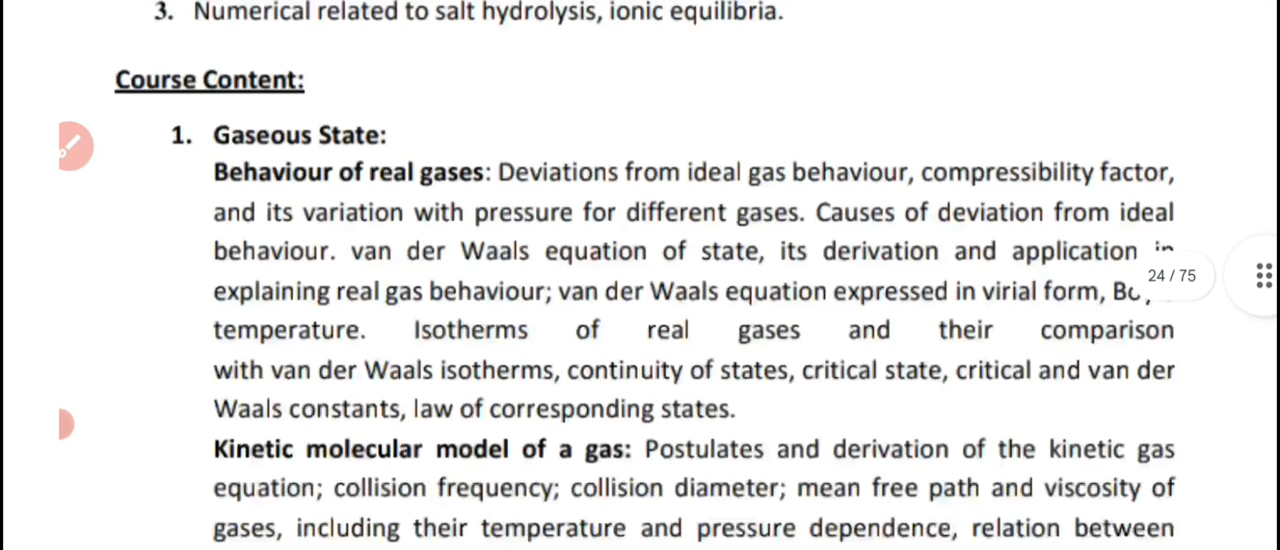 3. Numerical related to salt hydrolysis, ionic equilibria.
Course Content:
1. Gaseous State:
Behaviour of real gases: Deviations from ideal gas behaviour, compressibility factor,
and its variation with pressure for different gases. Causes of deviation from ideal
behaviour. van der Waals equation of state, its derivation and application in
24 / 75
explaining real gas behaviour; van der Waals equation expressed in virial form,
temperature. Isotherms of real gases and their comparison
with van der Waals isotherms, continuity of states, critical state, critical and van der
Waals constants, law of corresponding states.
Kinetic molecular model of a gas: Postulates and derivation of the kinetic gas
equation; collision frequency; collision diameter; mean free path and viscosity of
gases, including their temperature and pressure dependence, relation between